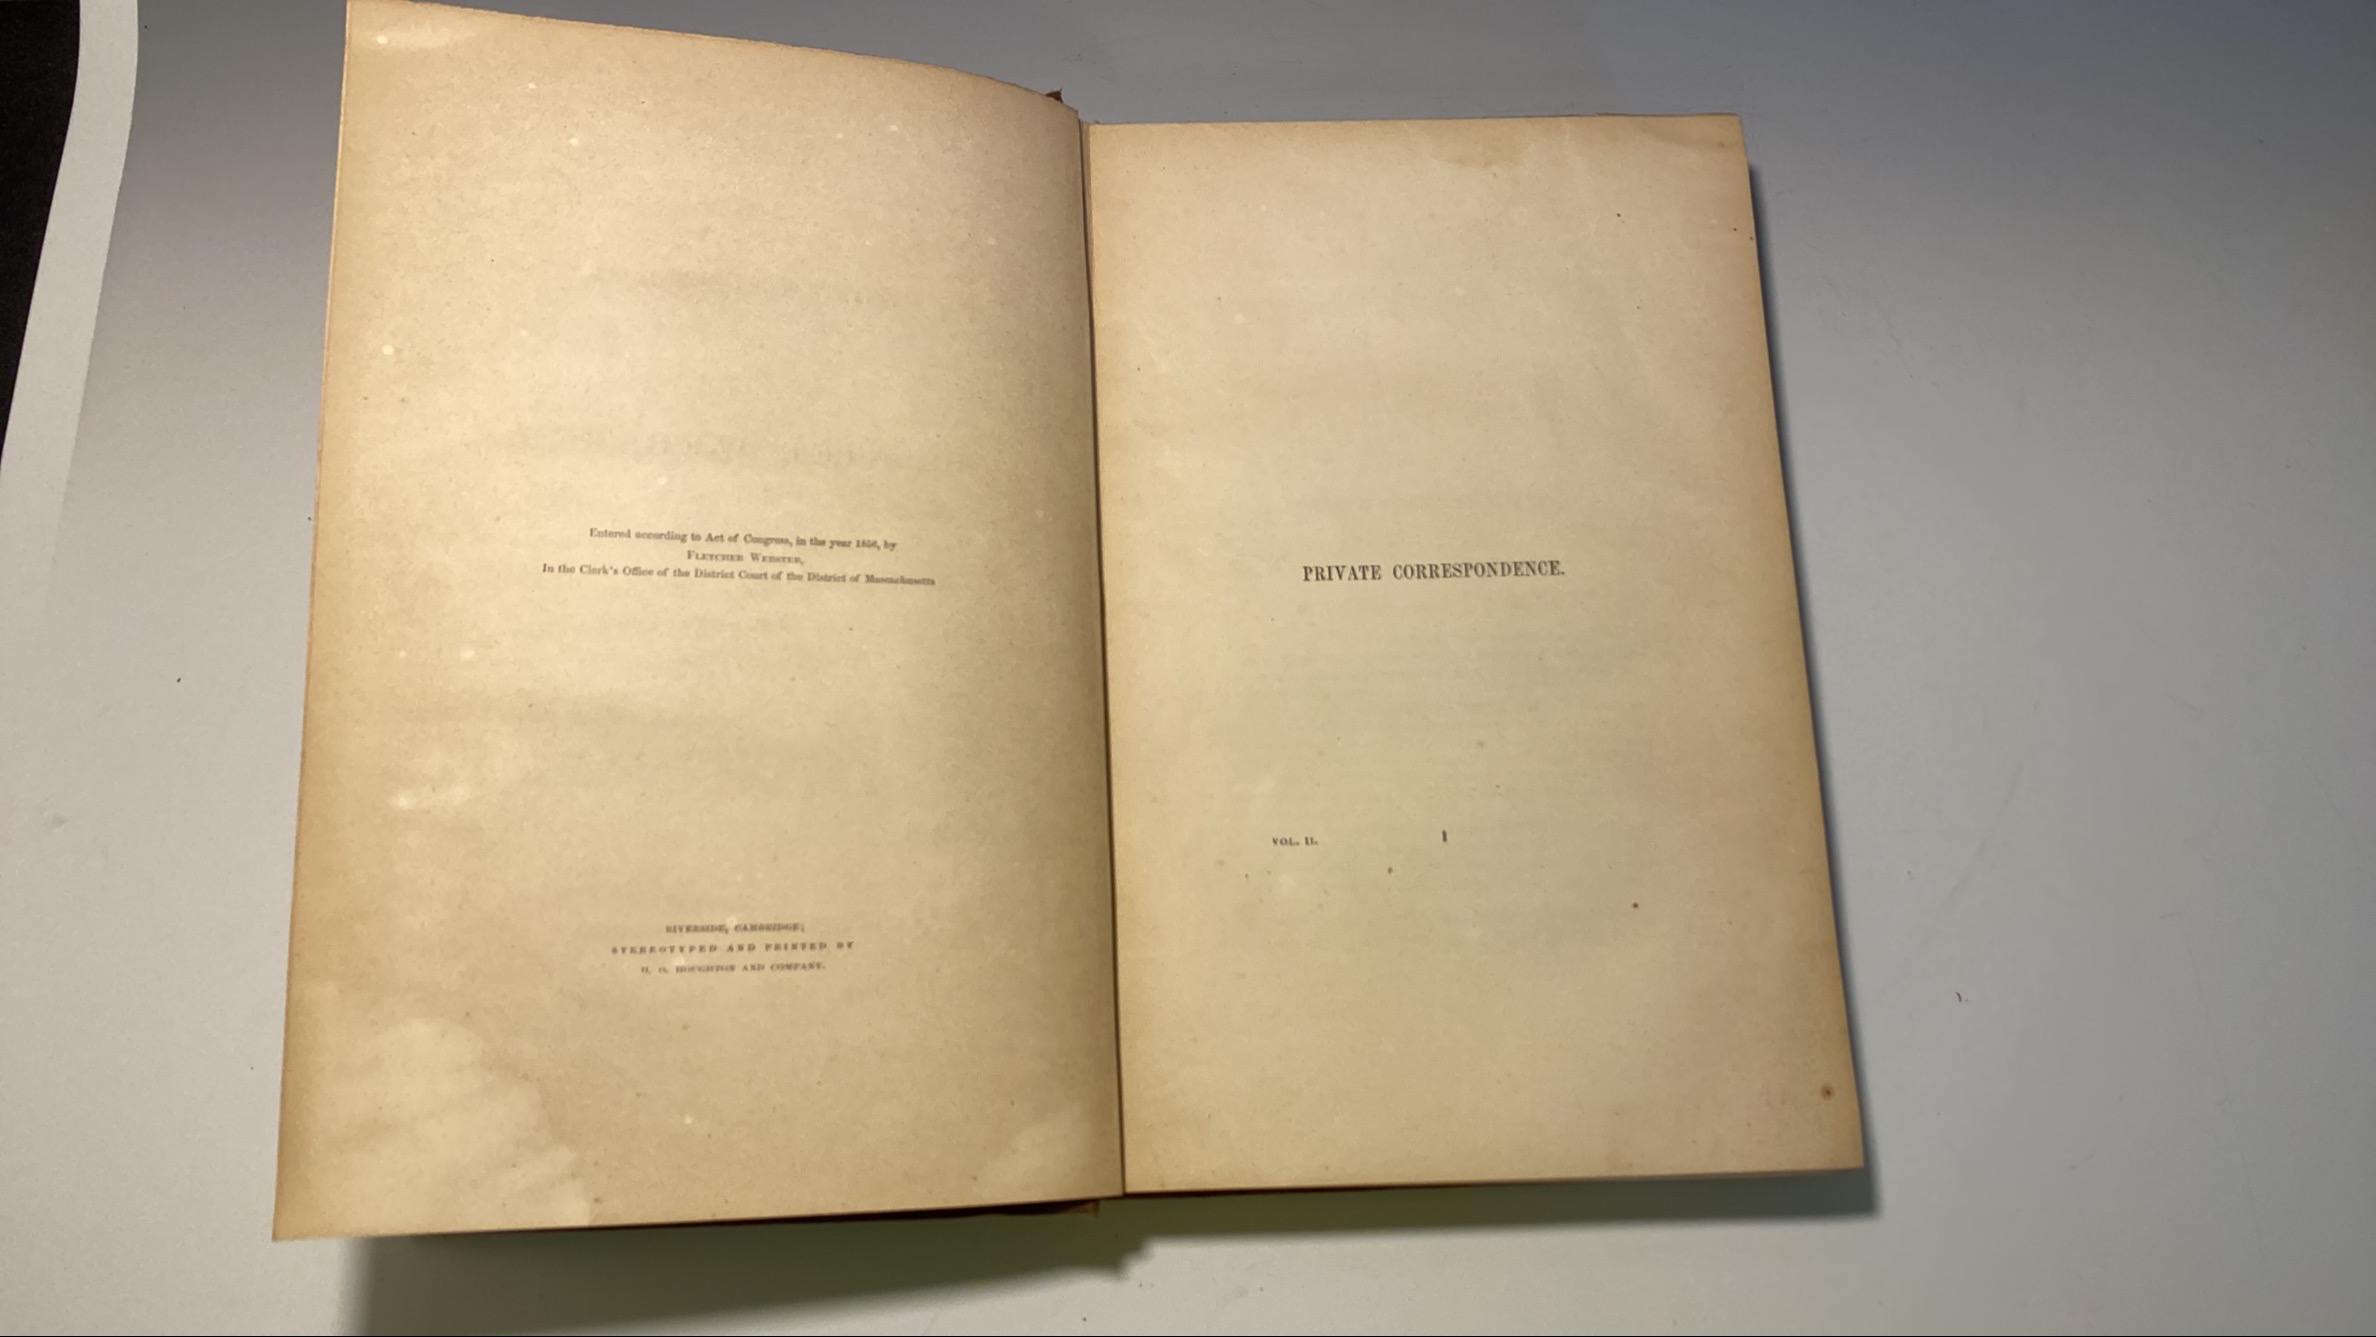 Entered according to Act of Congress, in the year 1856, by
FLETCHER WEBSTER,
In the Clerk's Office of the District Court of the District of Massachusetts
RIVERSIDE, CAMBRIDGE;
STEREOTYPED AND PRINTED BY
H. O. HOUGHTON AND COMPANY.
PRIVATE CORRESPONDENCE.
VOL. II. 1